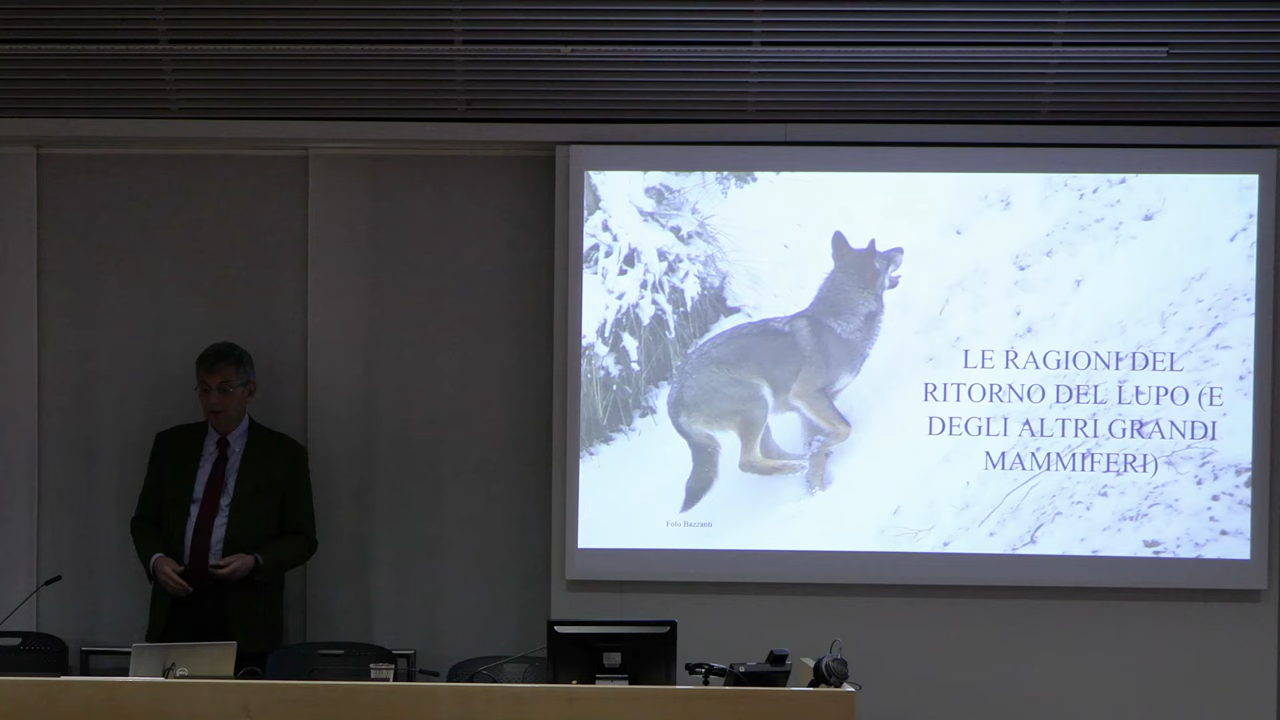 LE RAGIONI DEL
RITORNO DEL LUPO (E
DEGLI ALTRI GRANDI
MAMMIFERI)
Foto Bazzanti